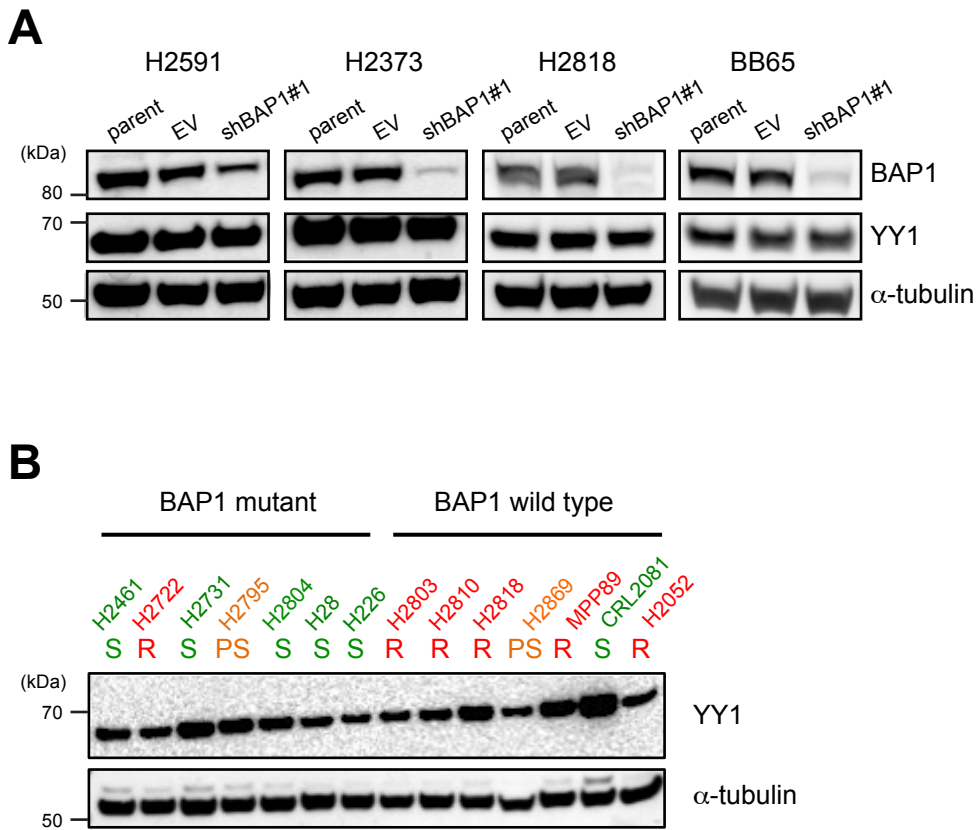 A
H2591 H2373 H2818 BB65
parent EV shBAP1#1 parent EV shBAP1#1 parent EV shBAP1#1 parent EV shBAP1#1
(kDa)
BAP1
80
70
YY1
50
α-tubulin
B
BAP1 mutant BAP1 wild type
H2461 H2722 H2731 H2795 H2804 H28 H226 H2803 H2810 H2818 H2869 MPP89 CRL2081 H2052
S R S PS S S S R R R PS R S R
(kDa)
70
YY1
α-tubulin
50